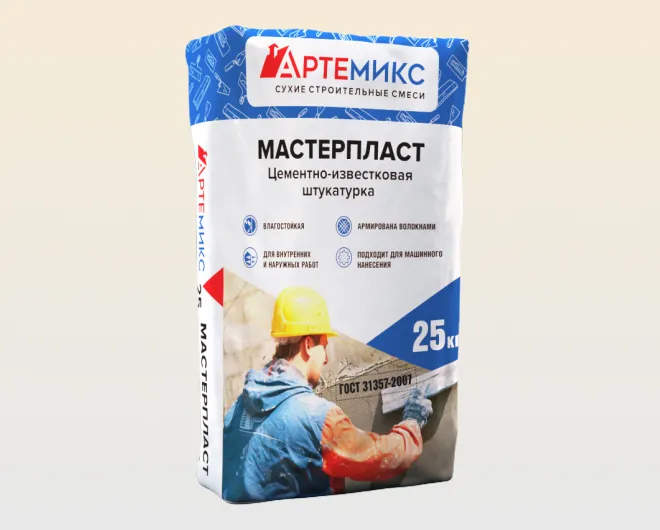 АРТЕМИКС
СУХИЕ СТРОИТЕЛЬНЫЕ СМЕСИ
МАСТЕРПЛАСТ
Цементно-известковая
штукатурка
ВЛАГОСТОЙКАЯ
АРМИРОВАНА ВОЛОКНАМИ
ДЛЯ ВНУТРЕННИХ
И НАРУЖНЫХ РАБОТ
ПОДХОДИТ ДЛЯ МАШИННОГО
НАНЕСЕНИЯ
25 кг
ГОСТ 31357-2007
АРТЕМИКС
МАСТЕРПЛАСТ